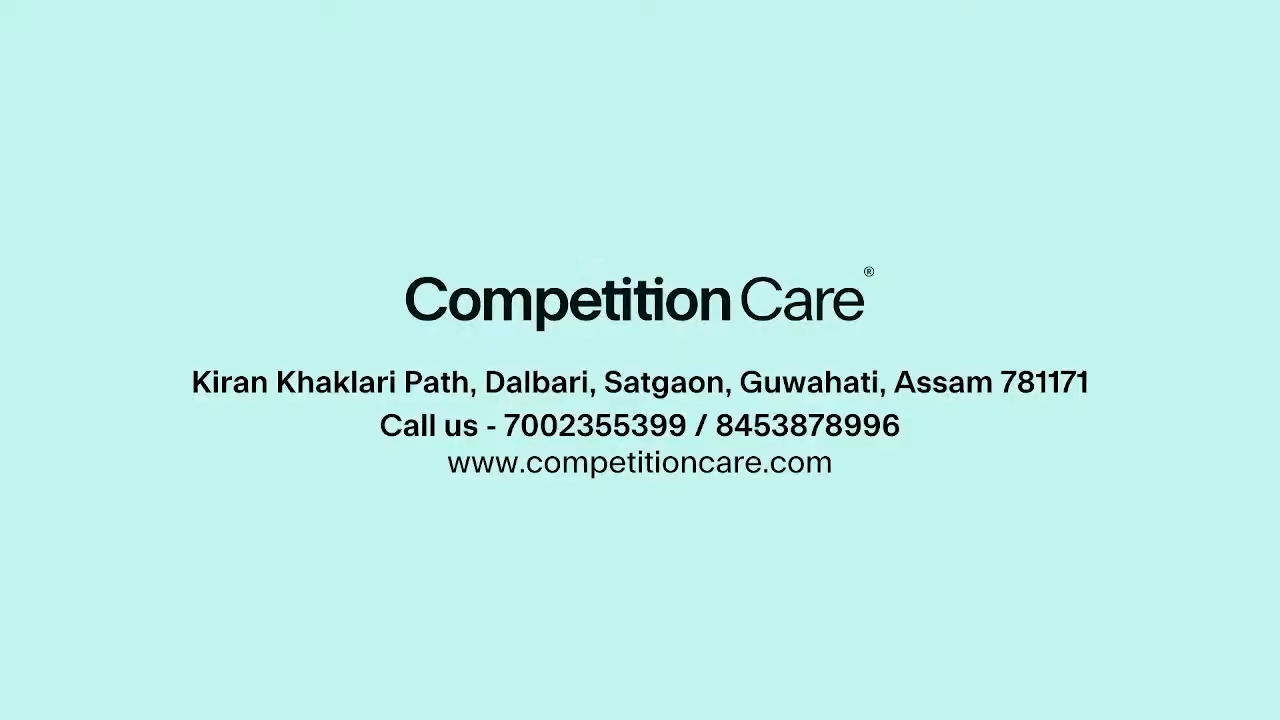 Competition Care®
Kiran Khaklari Path, Dalbari, Satgaon, Guwahati, Assam 781171
Call us - 7002355399 / 8453878996
www.competitioncare.com